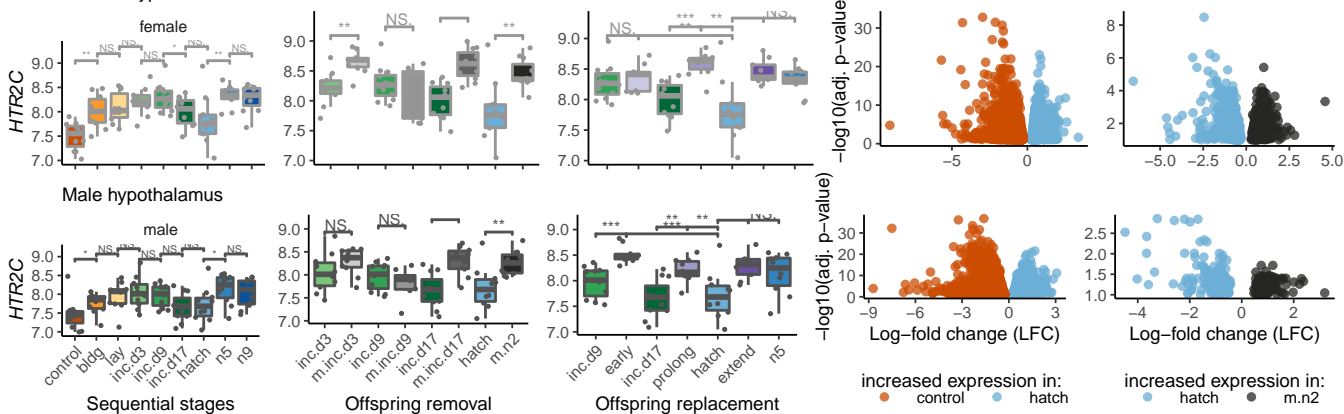 female
HTR2C
9.0
8.5
8.0
7.5
7.0
** NS. NS. * NS. ** NS.
9.0
8.5
8.0
7.5
7.0
** NS. **
9.0
8.5
8.0
7.5
7.0
NS. *** ** ** NS.
−log10(adj. p−value)
30
20
10
0
−5 0
8
6
4
2
−5.0 −2.5 0.0 2.5 5.0
Male hypothalamus
male
HTR2C
9.0
8.5
8.0
7.5
7.0
* NS. NS. NS. NS. * NS.
control bldg lay inc.d3 inc.d9 inc.d17 hatch n5 n9
Sequential stages
9.0
8.5
8.0
7.5
7.0
NS. NS. **
inc.d3 m.inc.d3 inc.d9 m.inc.d9 inc.d17 m.inc.d17 hatch m.n2
Offspring removal
9.0
8.5
8.0
7.5
7.0
*** ** *** ** NS.
inc.d9 early inc.d17 prolong hatch extend n5
Offspring replacement
−log10(adj. p−value)
30
20
10
0
−9 −6 −3 0 3
Log−fold change (LFC)
increased expression in:
control hatch
2.5
2.0
1.5
1.0
−4 −2 0 2
Log−fold change (LFC)
increased expression in:
hatch m.n2